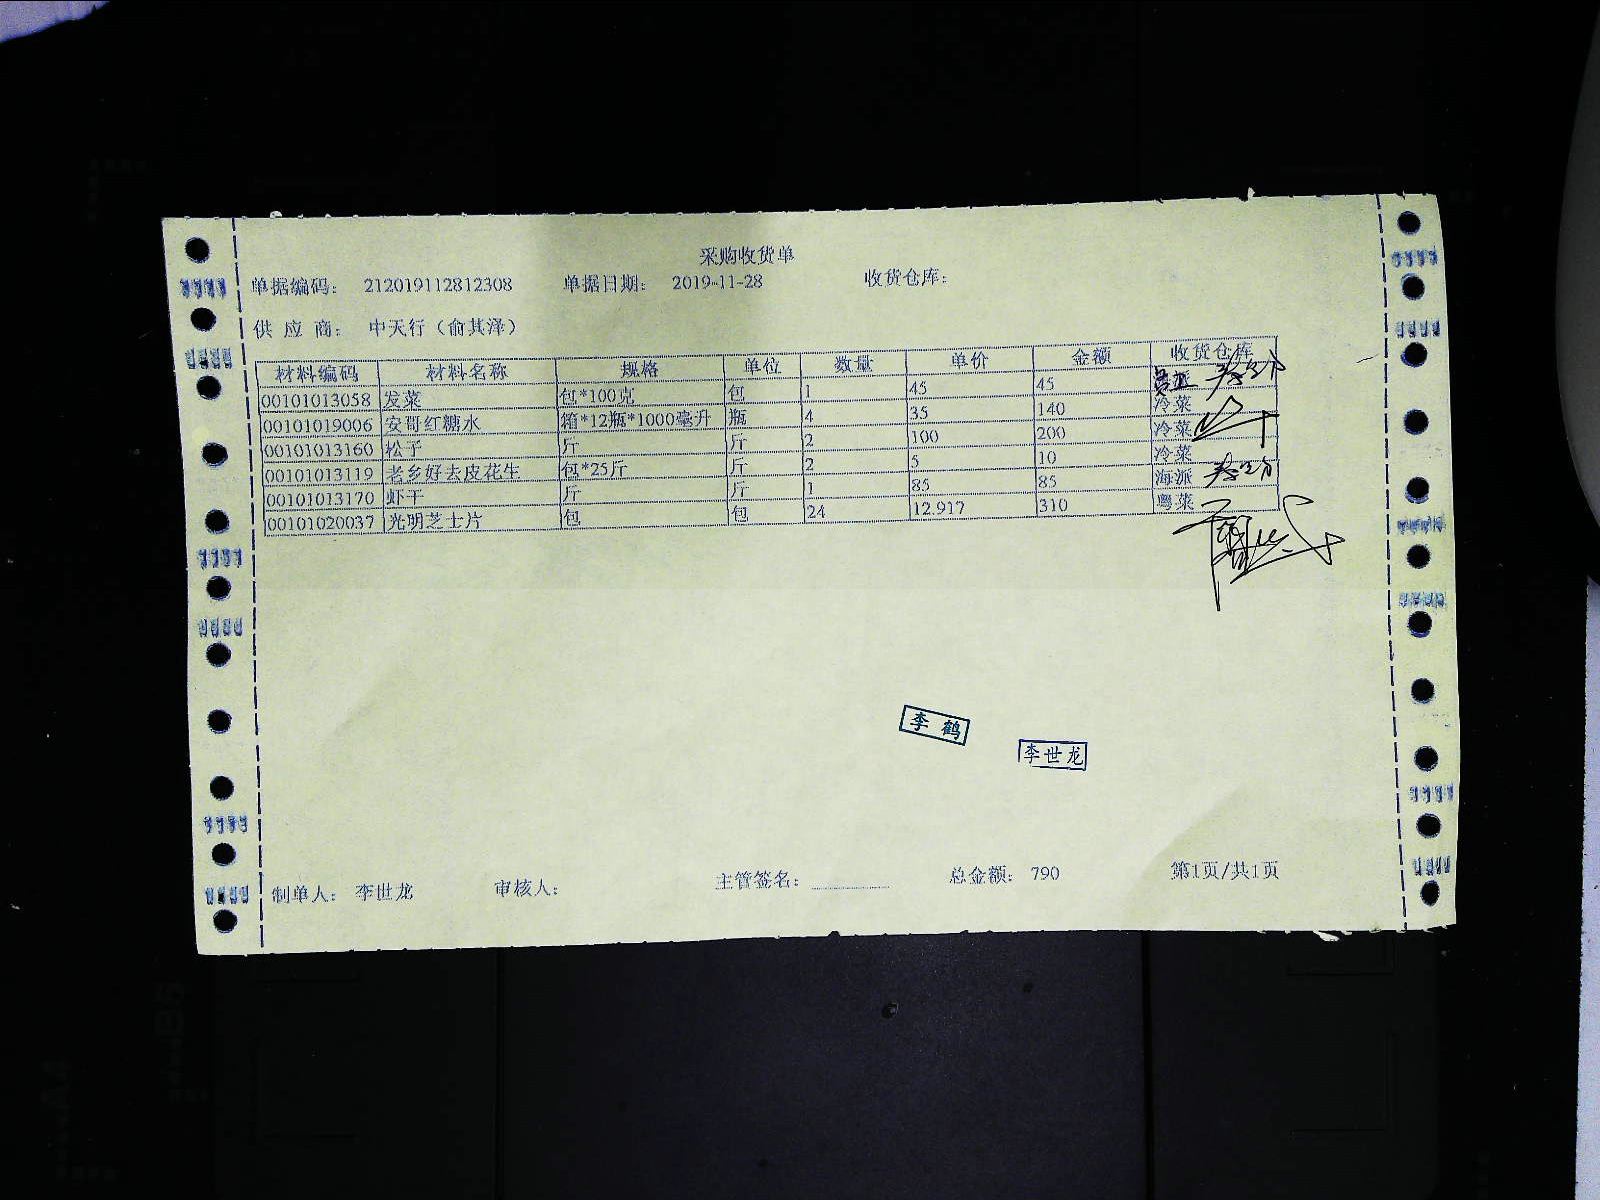 采购收货单
单据编码： 212019112812308 单据日期： 2019-11-28 收货仓库：
供 应 商： 中天行（俞其泽）
材料编码 材料名称 规格 单位 数量 单价 金额 收货仓库
00101013058 发菜 包*100克 包 1 45 45
00101019006 安哥红糖水 箱*12瓶*1000毫升 瓶 4 35 140 冷菜
00101013160 松子 斤 斤 2 100 200 冷菜
00101013119 老乡好去皮花生 包*25斤 斤 2 5 10 冷菜
00101013170 虾干 斤 斤 1 85 85 海派
00101020037 光明芝士片 包 包 24 12.917 310 粤菜
李 鹤
李世龙
制单人： 李世龙 审核人： 主管签名： 总金额： 790 第1页/共1页